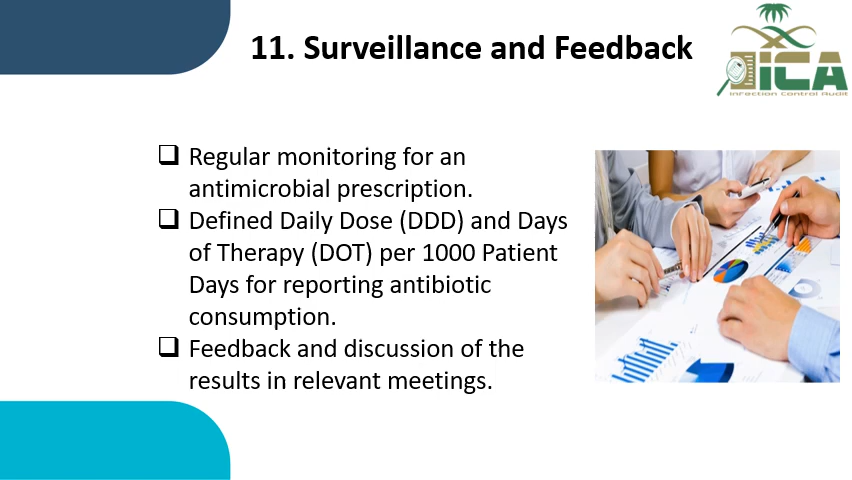 11. Surveillance and Feedback
iCA
Infection Control Audit
❑ Regular monitoring for an
antimicrobial prescription.
❑ Defined Daily Dose (DDD) and Days
of Therapy (DOT) per 1000 Patient
Days for reporting antibiotic
consumption.
❑ Feedback and discussion of the
results in relevant meetings.